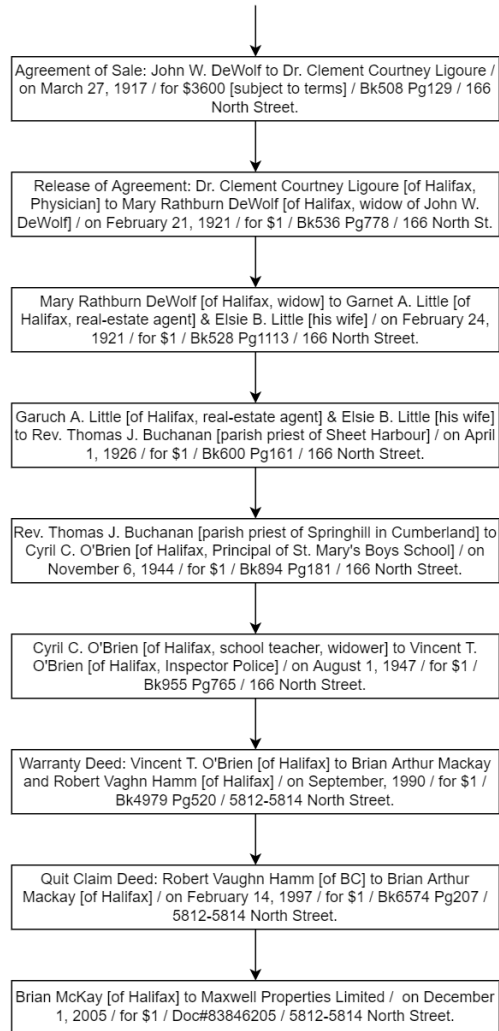 Agreement of Sale: John W. DeWolf to Dr. Clement Courtney Ligoure /
on March 27, 1917 / for $3600 [subject to terms] / Bk508 Pg129 / 166
North Street.
Release of Agreement: Dr. Clement Courtney Ligoure [of Halifax,
Physician] to Mary Rathburn DeWolf [of Halifax, widow of John W.
DeWolf] / on February 21, 1921 / for $1 / Bk536 Pg778 / 166 North St.
Mary Rathburn DeWolf [of Halifax, widow] to Garnet A. Little [of
Halifax, real-estate agent] & Elsie B. Little [his wife] / on February 24,
1921 / for $1 / Bk528 Pg1113 / 166 North Street.
Garuch A. Little [of Halifax, real-estate agent] & Elsie B. Little [his wife]
to Rev. Thomas J. Buchanan [parish priest of Sheet Harbour] / on April
1, 1926 / for $1 / Bk600 Pg161 / 166 North Street.
Rev. Thomas J. Buchanan [parish priest of Springhill in Cumberland] to
Cyril C. O'Brien [of Halifax, Principal of St. Mary's Boys School] / on
November 6, 1944 / for $1 / Bk894 Pg181 / 166 North Street.
Cyril C. O'Brien [of Halifax, school teacher, widower] to Vincent T.
O'Brien [of Halifax, Inspector Police] / on August 1, 1947 / for $1 /
Bk955 Pg765 / 166 North Street.
Warranty Deed: Vincent T. O'Brien [of Halifax] to Brian Arthur Mackay
and Robert Vaghn Hamm [of Halifax] / on September, 1990 / for $1 /
Bk4979 Pg520 / 5812-5814 North Street.
Quit Claim Deed: Robert Vaughn Hamm [of BC] to Brian Arthur
Mackay [of Halifax] / on February 14, 1997 / for $1 / Bk6574 Pg207 /
5812-5814 North Street.
Brian McKay [of Halifax] to Maxwell Properties Limited / on December
1, 2005 / for $1 / Doc#83846205 / 5812-5814 North Street.